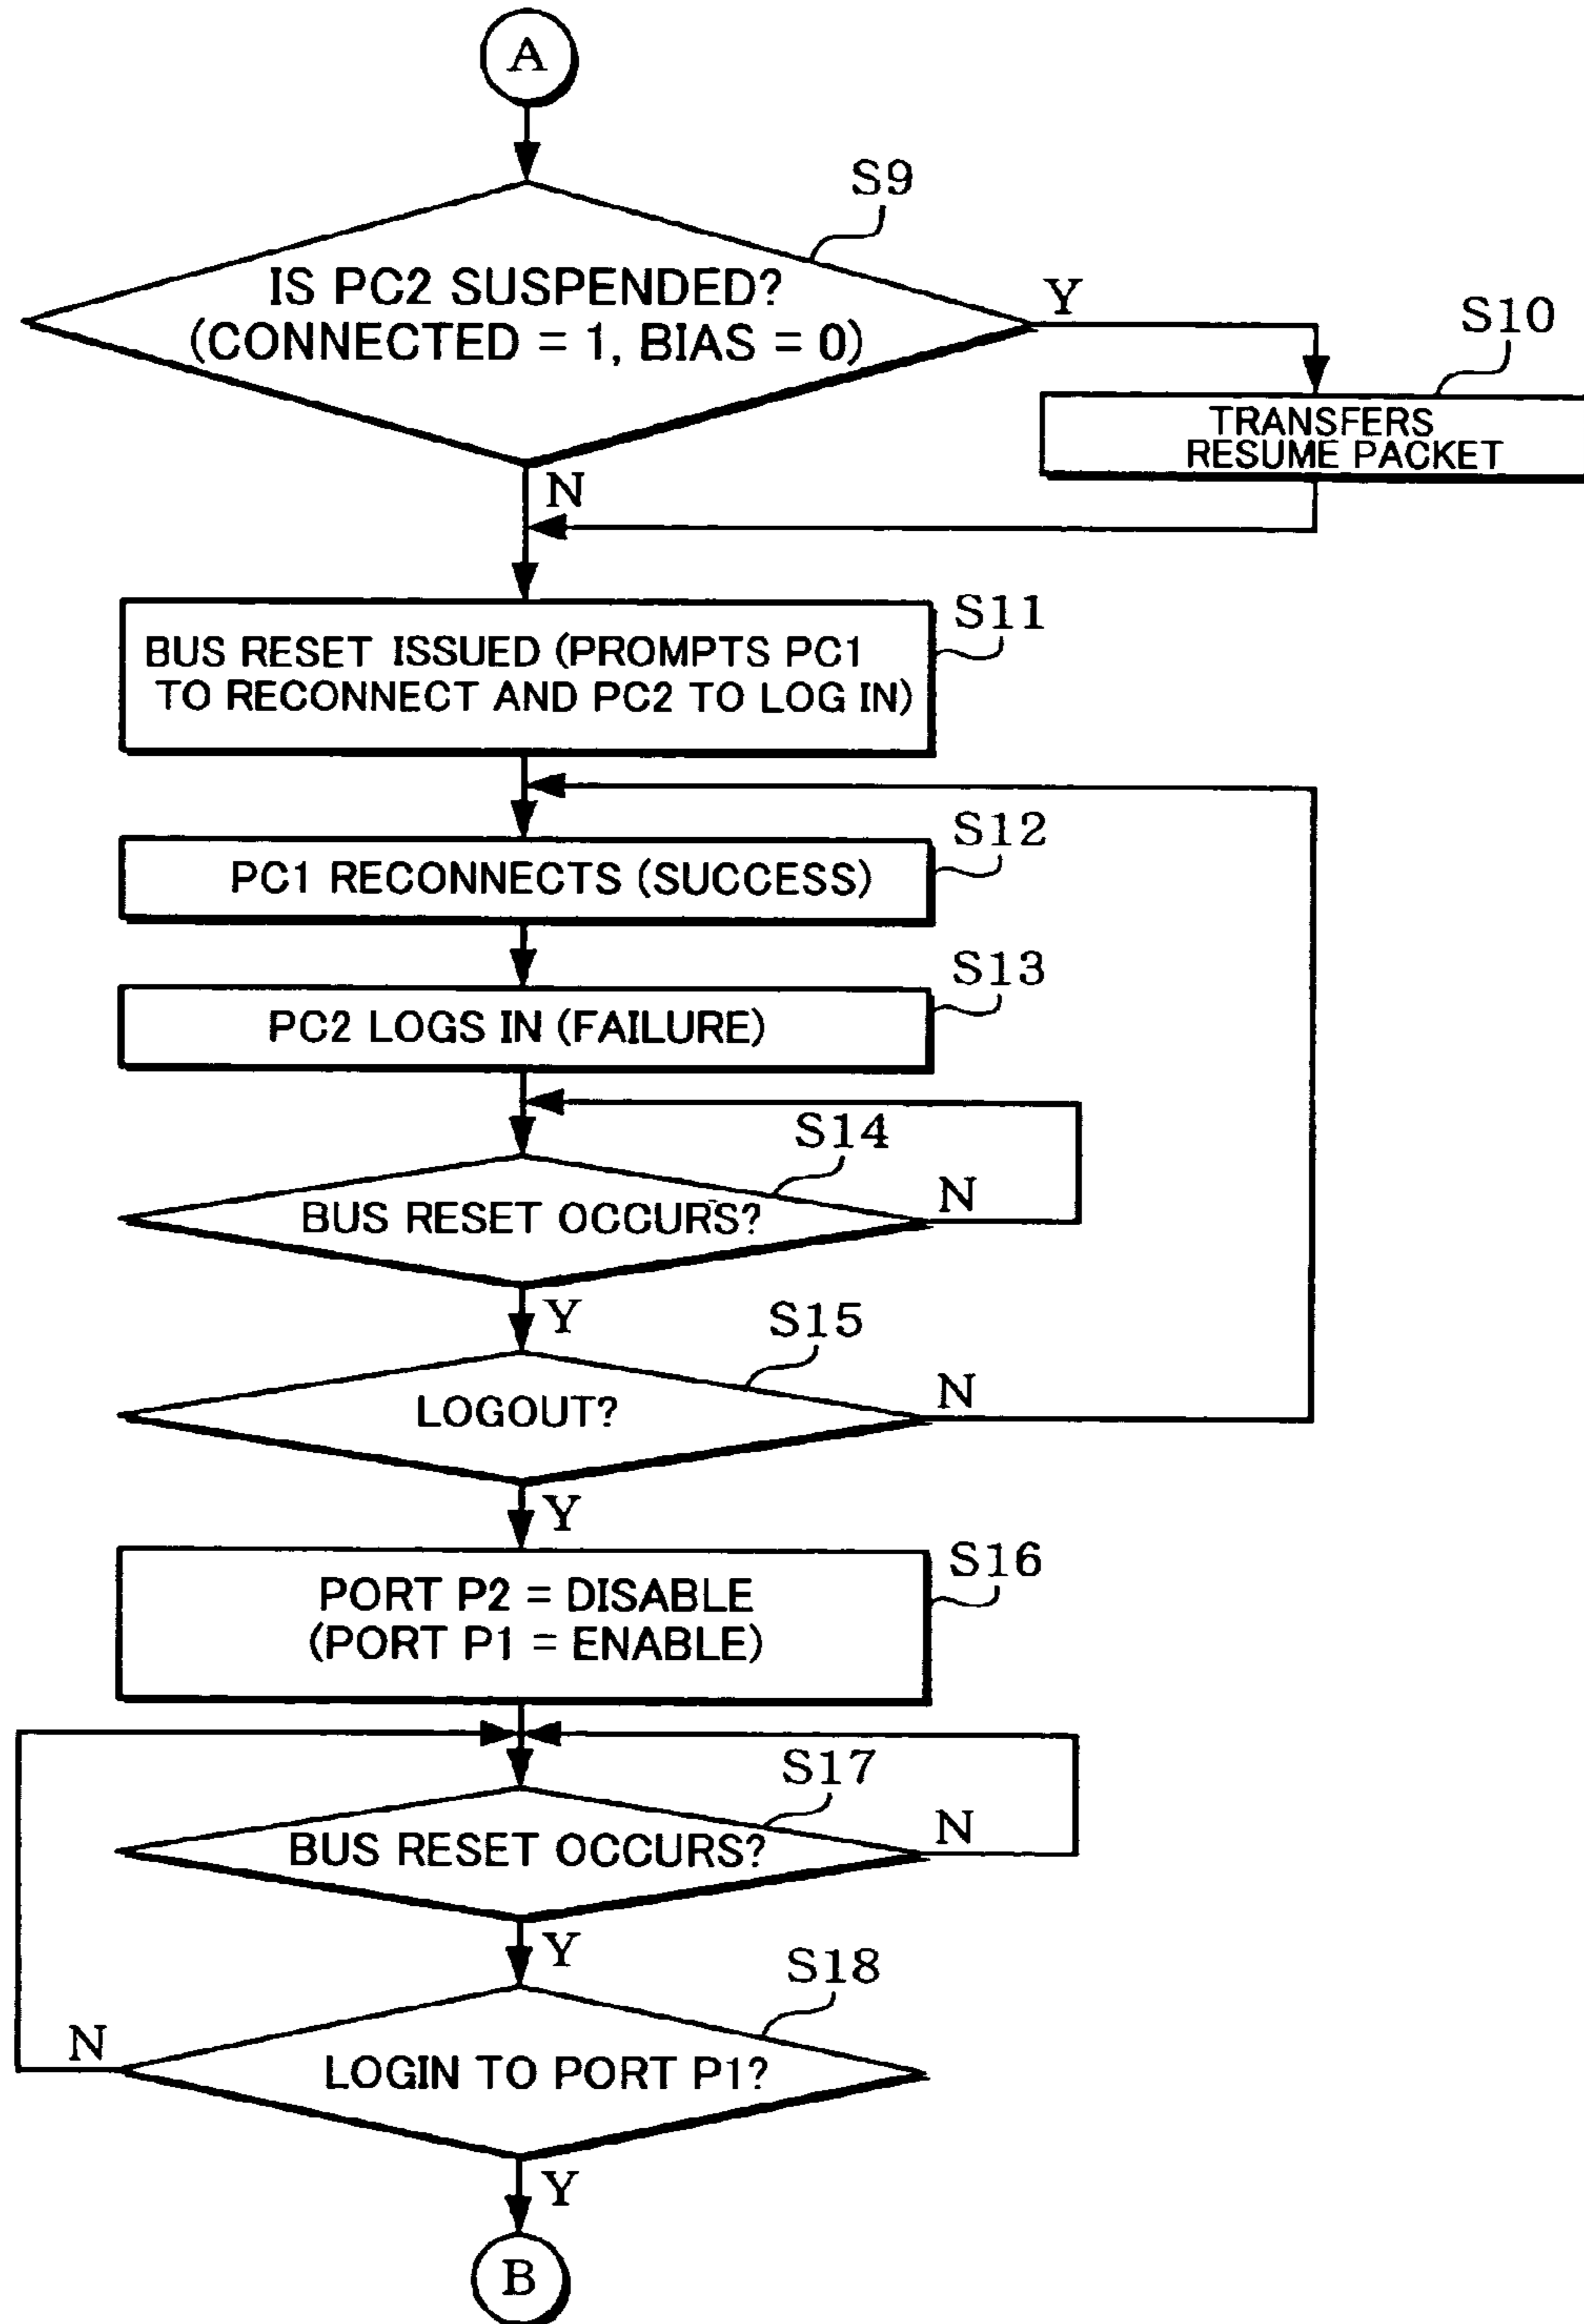 A
S9
IS PC2 SUSPENDED?
(CONNECTED = 1, BIAS = 0)
Y
S10
TRANSFERS
RESUME PACKET
N
S11
BUS RESET ISSUED (PROMPTS PC1
TO RECONNECT AND PC2 TO LOG IN)
S12
PC1 RECONNECTS (SUCCESS)
S13
PC2 LOGS IN (FAILURE)
S14
BUS RESET OCCURS?
N
Y
S15
LOGOUT?
N
Y
S16
PORT P2 = DISABLE
(PORT P1 = ENABLE)
S17
BUS RESET OCCURS?
N
Y
S18
LOGIN TO PORT P1?
N
Y
B